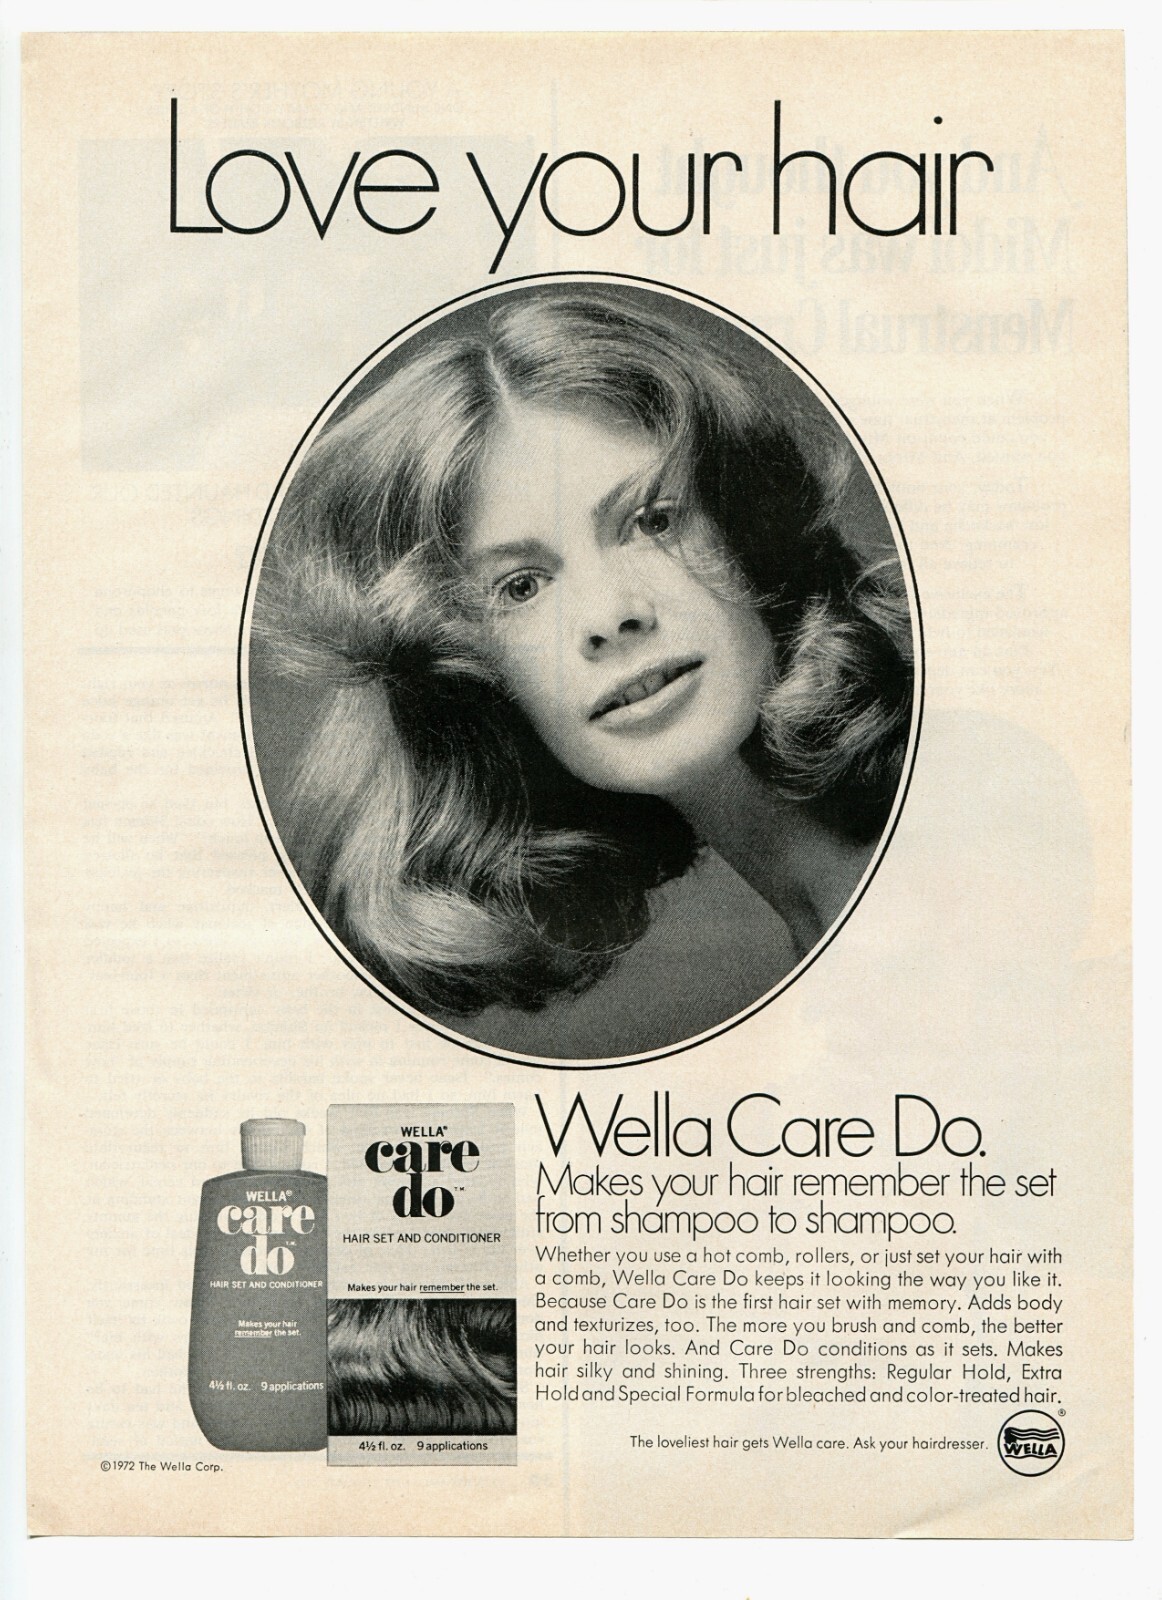 Love your hair
WELLA®
care
do™
HAIR SET AND CONDITIONER
Makes your hair
remember the set.
4½ fl. oz. 9 applications
WELLA®
care
do™
HAIR SET AND CONDITIONER
Makes your hair remember the set.
4½ fl. oz. 9 applications
Wella Care Do.
Makes your hair remember the set
from shampoo to shampoo.
Whether you use a hot comb, rollers, or just set your hair with
a comb, Wella Care Do keeps it looking the way you like it.
Because Care Do is the first hair set with memory. Adds body
and texturizes, too. The more you brush and comb, the better
your hair looks. And Care Do conditions as it sets. Makes
hair silky and shining. Three strengths: Regular Hold, Extra
Hold and Special Formula for bleached and color-treated hair.
The loveliest hair gets Wella care. Ask your hairdresser.
WELLA
®
©1972 The Wella Corp.